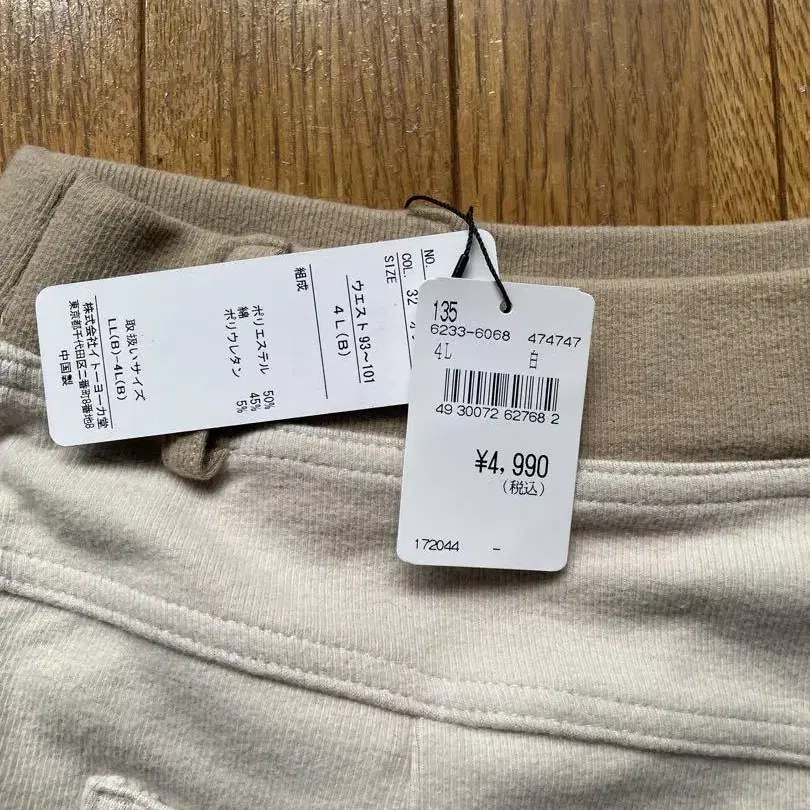 NO.
COL. 32
SIZE
ウエスト 93~101
4L(B)
組成
ポリエステル 50%
綿 45%
ポリウレタン 5%
取扱いサイズ
LL(B)-4L(B)
株式会社イトーヨーカ堂
東京都千代田区二番町8番地8
中国製
135
6233-6068 474747
4L 白
49 30072 62768 2
¥4,990
(税込)
172044 -